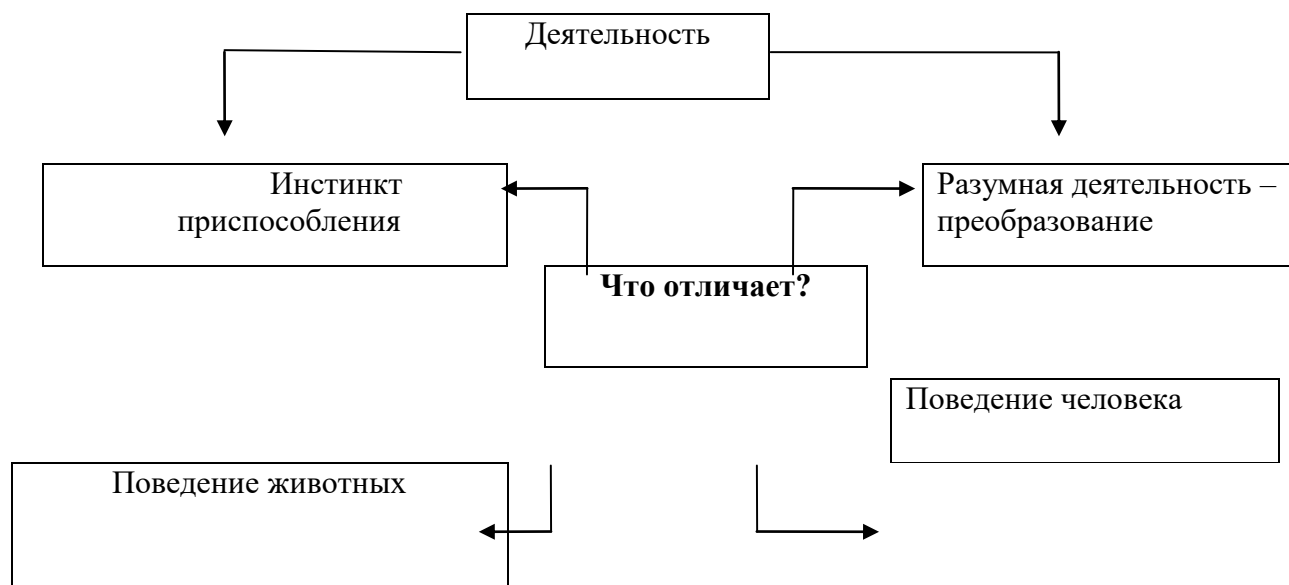 Деятельность
Инстинкт
приспособления
Разумная деятельность –
преобразование
Что отличает?
Поведение человека
Поведение животных